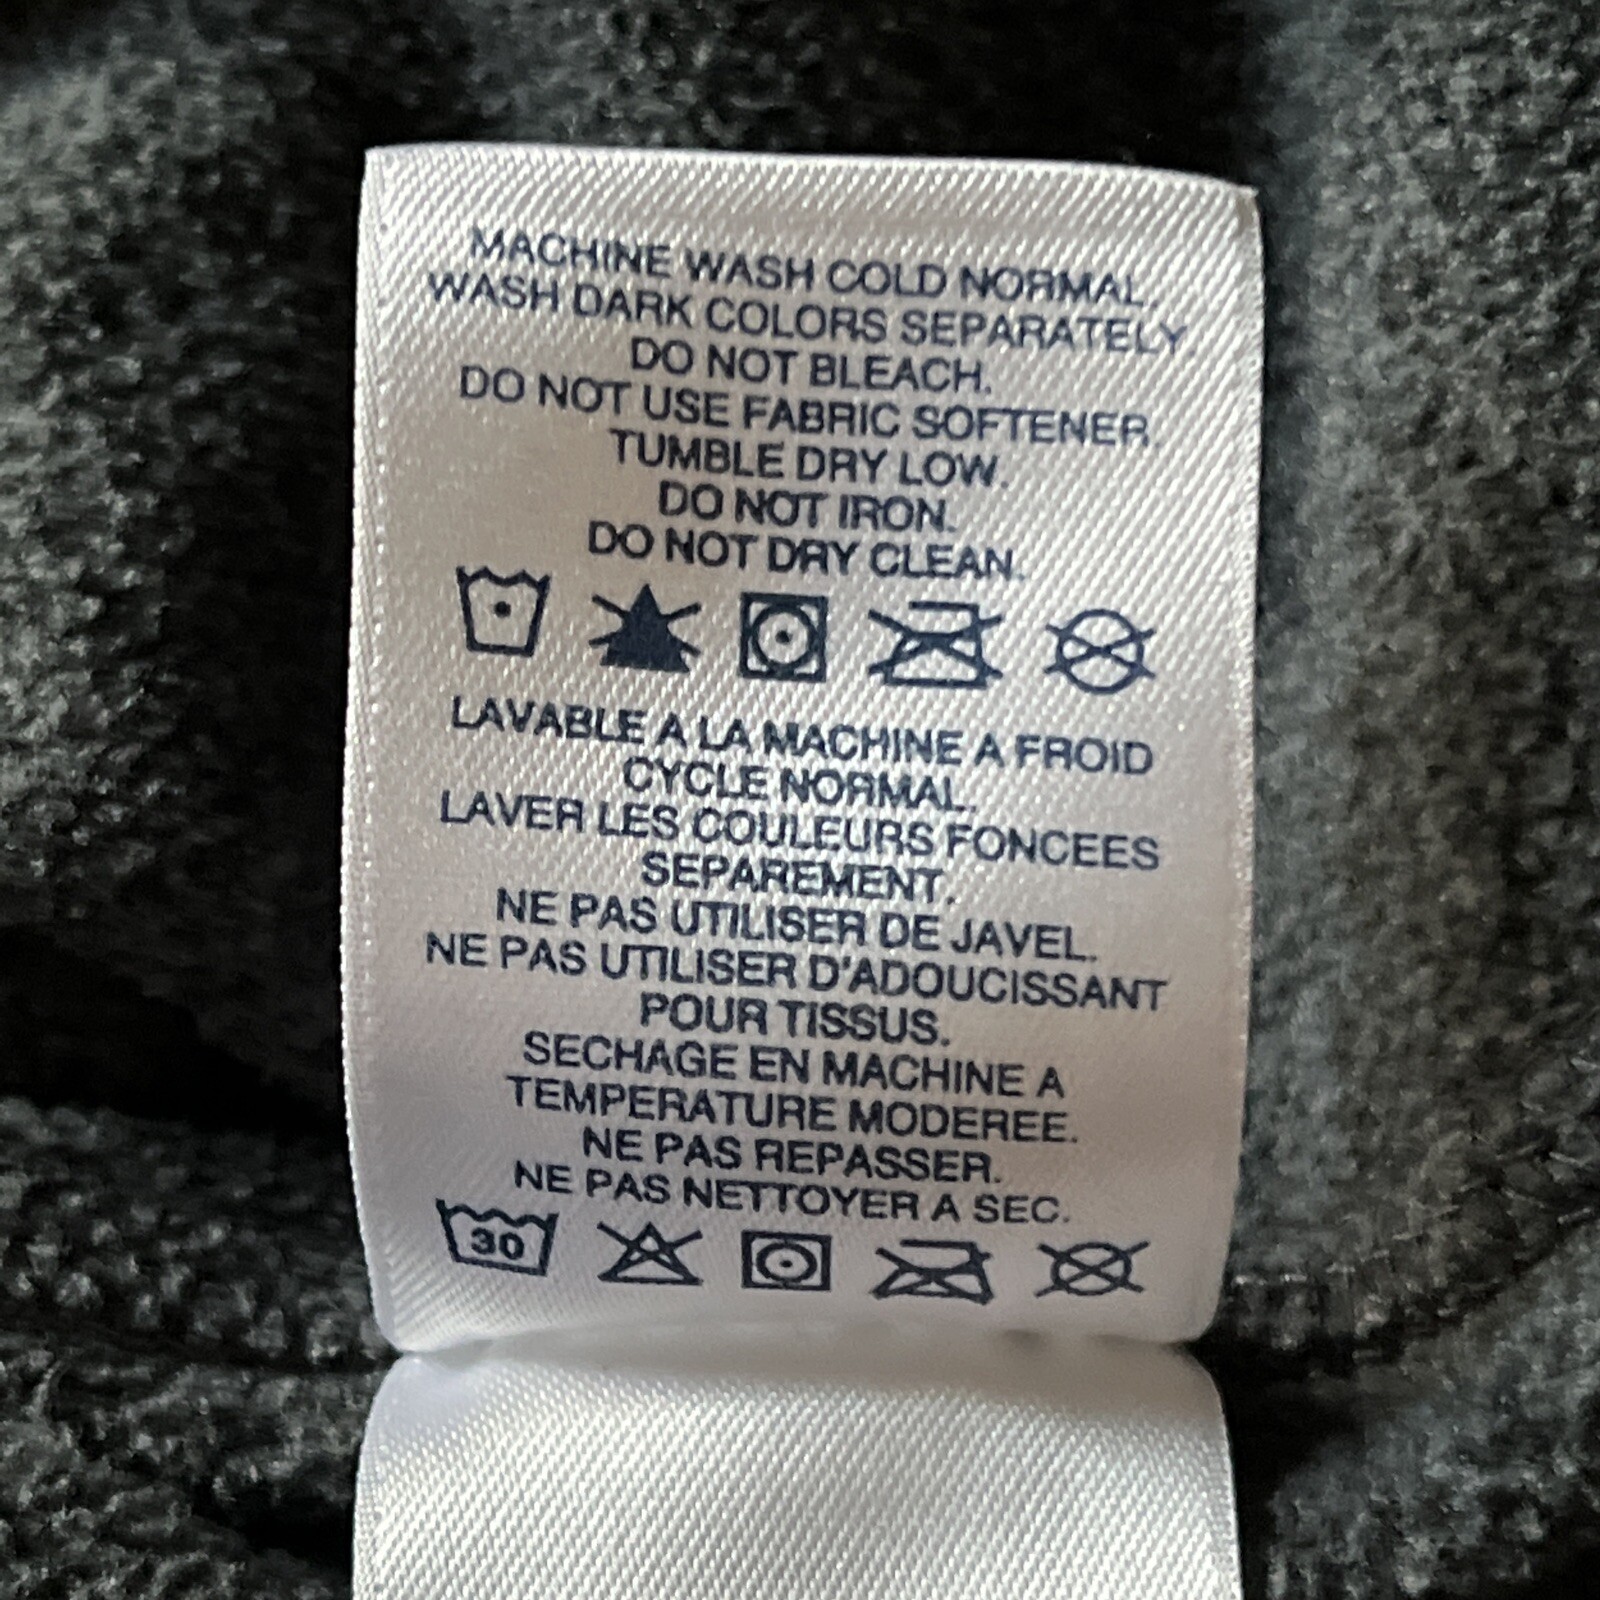 MACHINE WASH COLD NORMAL.
WASH DARK COLORS SEPARATELY.
DO NOT BLEACH.
DO NOT USE FABRIC SOFTENER.
TUMBLE DRY LOW.
DO NOT IRON.
DO NOT DRY CLEAN.
LAVABLE A LA MACHINE A FROID
CYCLE NORMAL.
LAVER LES COULEURS FONCEES
SEPAREMENT.
NE PAS UTILISER DE JAVEL.
NE PAS UTILISER D'ADOUCISSANT
POUR TISSUS.
SECHAGE EN MACHINE A
TEMPERATURE MODEREE.
NE PAS REPASSER.
NE PAS NETTOYER A SEC.
30